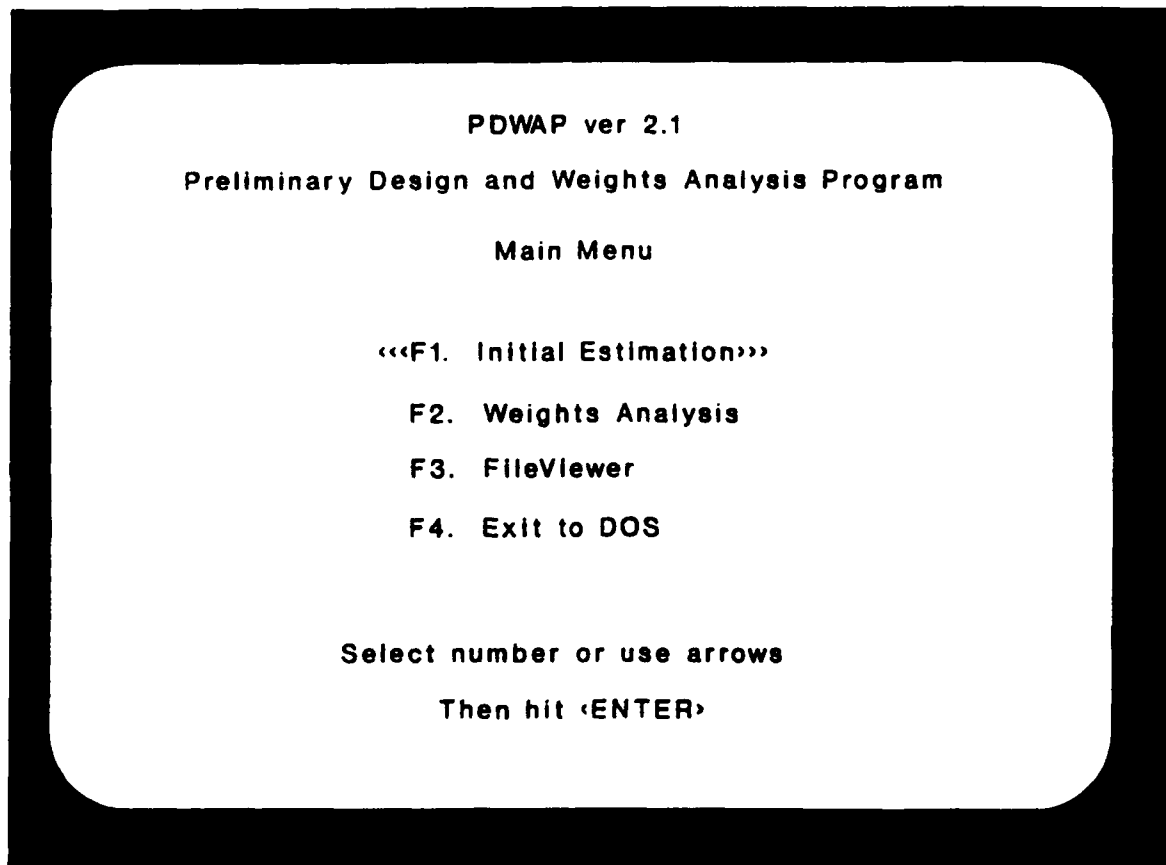 PDWAP ver 2.1
Preliminary Design and Weights Analysis Program
Main Menu
‹‹‹F1. Initial Estimation›››
F2. Weights Analysis
F3. FileViewer
F4. Exit to DOS
Select number or use arrows
Then hit ‹ENTER›